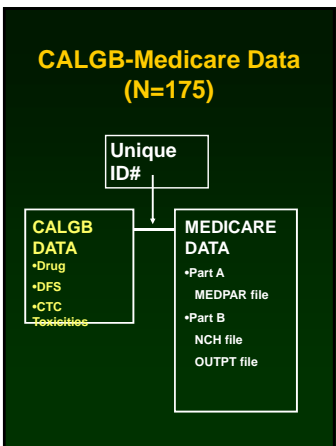 CALGB-Medicare Data
(N=175)
Unique
ID#
CALGB
DATA
•Drug
•DFS
•CTC
Toxicities
MEDICARE
DATA
•Part A
MEDPAR file
•Part B
NCH file
OUTPT file